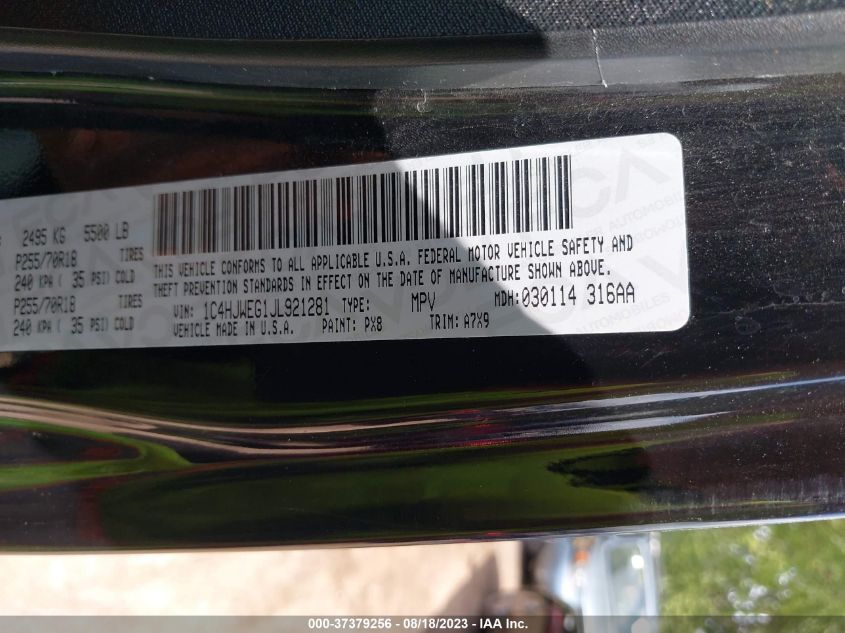 2495 KG 5500 LB
P255/70R18 TIRES
240 KPA ( 35 PSI) COLD
P255/70R18 TIRES
240 KPA ( 35 PSI) COLD
THIS VEHICLE CONFORMS TO ALL APPLICABLE U.S.A. FEDERAL MOTOR VEHICLE SAFETY AND
THEFT PREVENTION STANDARDS IN EFFECT ON THE DATE OF MANUFACTURE SHOWN ABOVE.
VIN: 1C4HJWEG1JL921281 TYPE: MPV MDH:030114 316AA
VEHICLE MADE IN U.S.A. PAINT: PX8 TRIM: A7X9
000-37379256 - 08/18/2023 - IAA Inc.